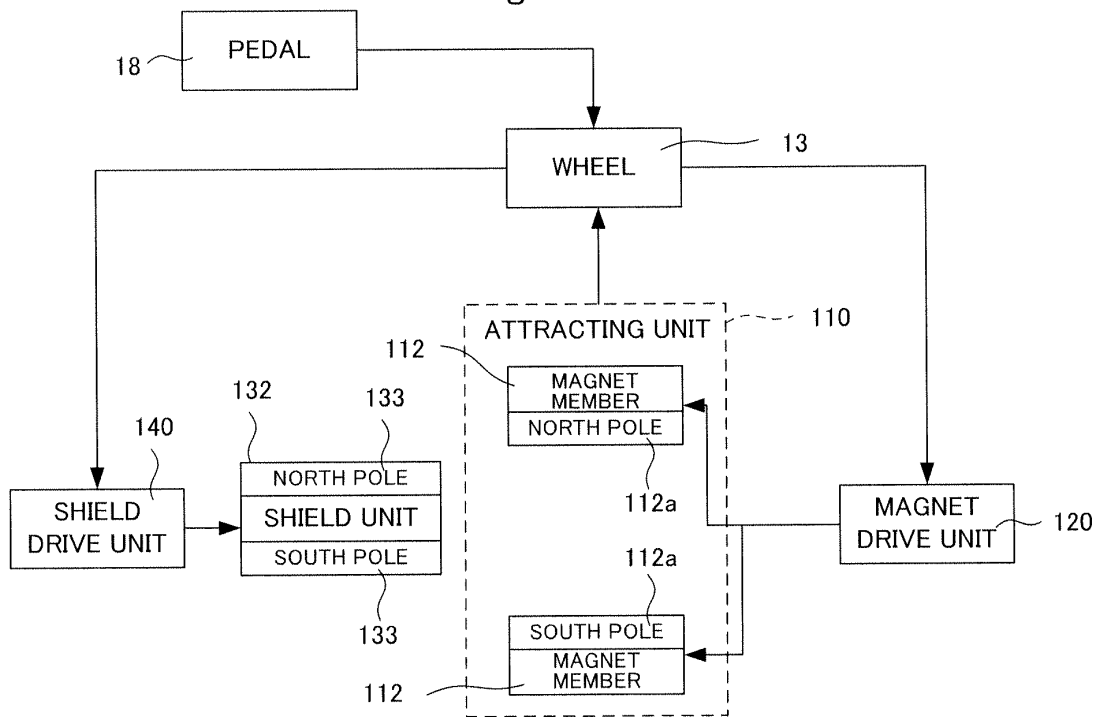 PEDAL
18
WHEEL
13
ATTRACTING UNIT
110
112
MAGNET
MEMBER
NORTH POLE
112a
132
133
140
NORTH POLE
SHIELD UNIT
SOUTH POLE
133
SHIELD
DRIVE UNIT
MAGNET
DRIVE UNIT
120
112a
SOUTH POLE
MAGNET
MEMBER
112